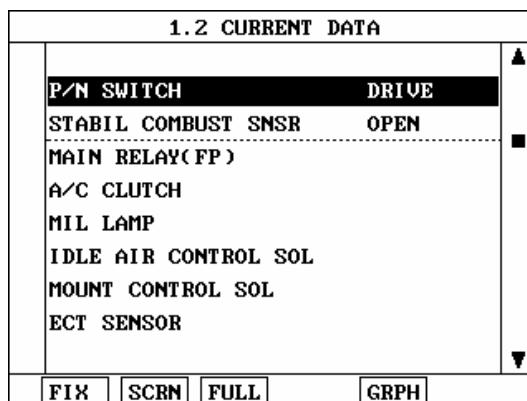 1.2 CURRENT DATA
P/N SWITCH DRIVE
STABIL COMBUST SNSR OPEN
MAIN RELAY(FP)
A/C CLUTCH
MIL LAMP
IDLE AIR CONTROL SOL
MOUNT CONTROL SOL
ECT SENSOR
FIX SCRN FULL GRPH